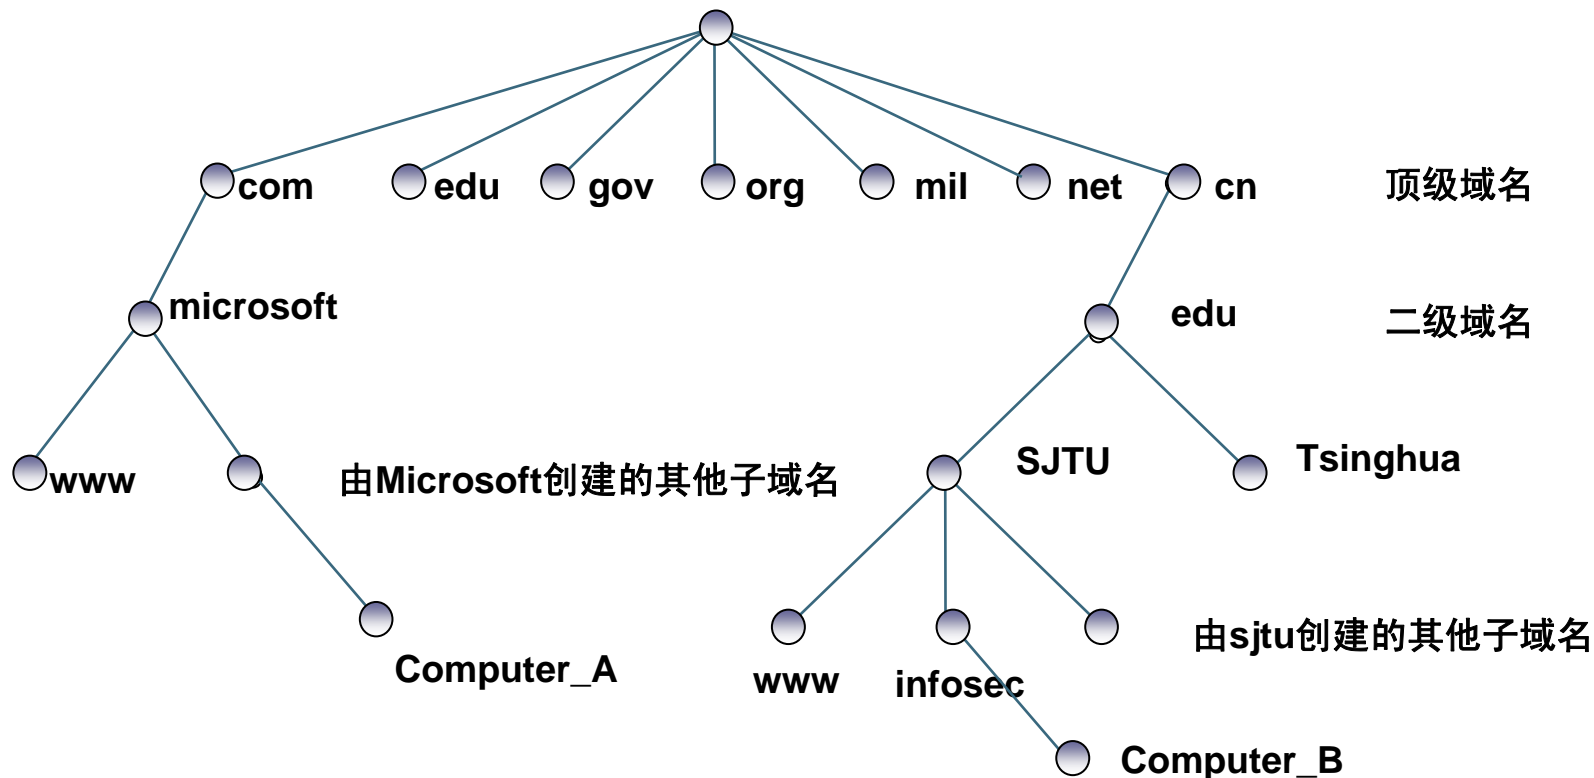 com edu gov org mil net cn 顶级域名
microsoft edu 二级域名
www 由Microsoft创建的其他子域名 SJTU Tsinghua
由sjtu创建的其他子域名
Computer_A www infosec
Computer_B